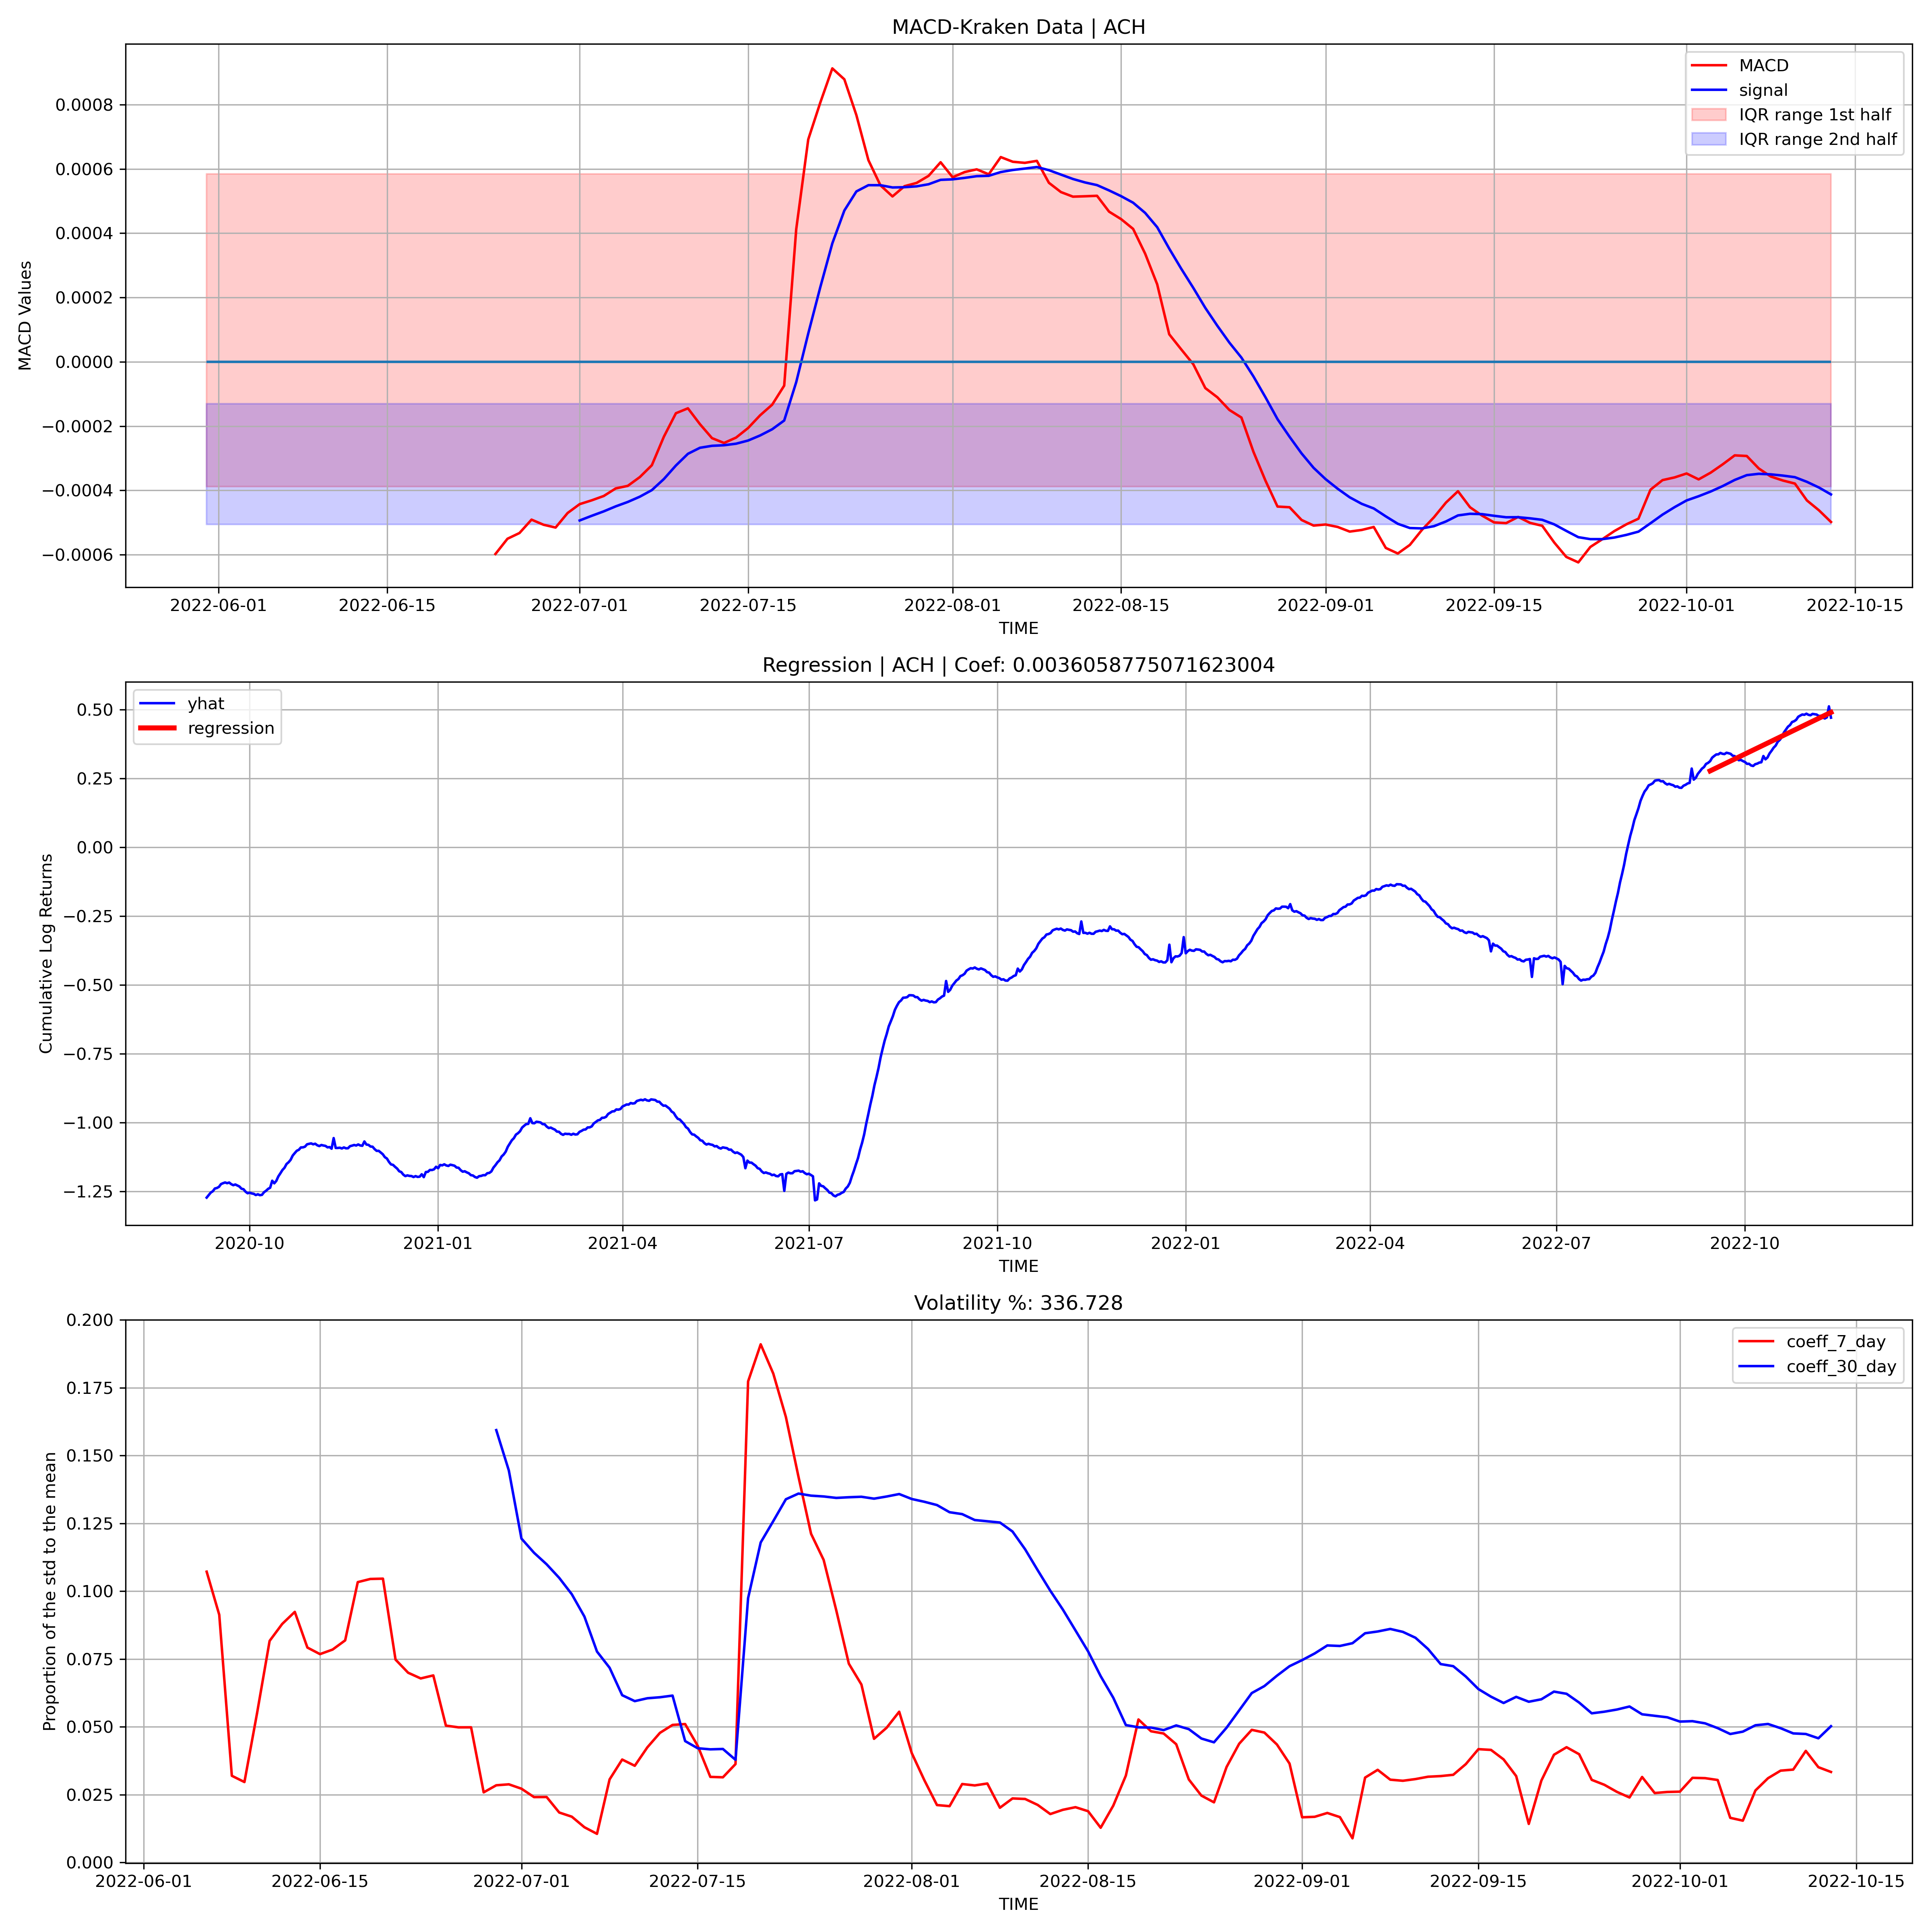 MACD-Kraken Data | ACH
MACD
signal
IQR range 1st half
IQR range 2nd half
MACD Values
0.0008
0.0006
0.0004
0.0002
0.0000
−0.0002
−0.0004
−0.0006
2022-06-01 2022-06-15 2022-07-01 2022-07-15 2022-08-01 2022-08-15 2022-09-01 2022-09-15 2022-10-01 2022-10-15
TIME
Regression | ACH | Coef: 0.0036058775071623004
yhat
regression
Cumulative Log Returns
0.50
0.25
0.00
−0.25
−0.50
−0.75
−1.00
−1.25
2020-10 2021-01 2021-04 2021-07 2021-10 2022-01 2022-04 2022-07 2022-10
TIME
Volatility %: 336.728
coeff_7_day
coeff_30_day
Proportion of the std to the mean
0.200
0.175
0.150
0.125
0.100
0.075
0.050
0.025
0.000
2022-06-01 2022-06-15 2022-07-01 2022-07-15 2022-08-01 2022-08-15 2022-09-01 2022-09-15 2022-10-01 2022-10-15
TIME